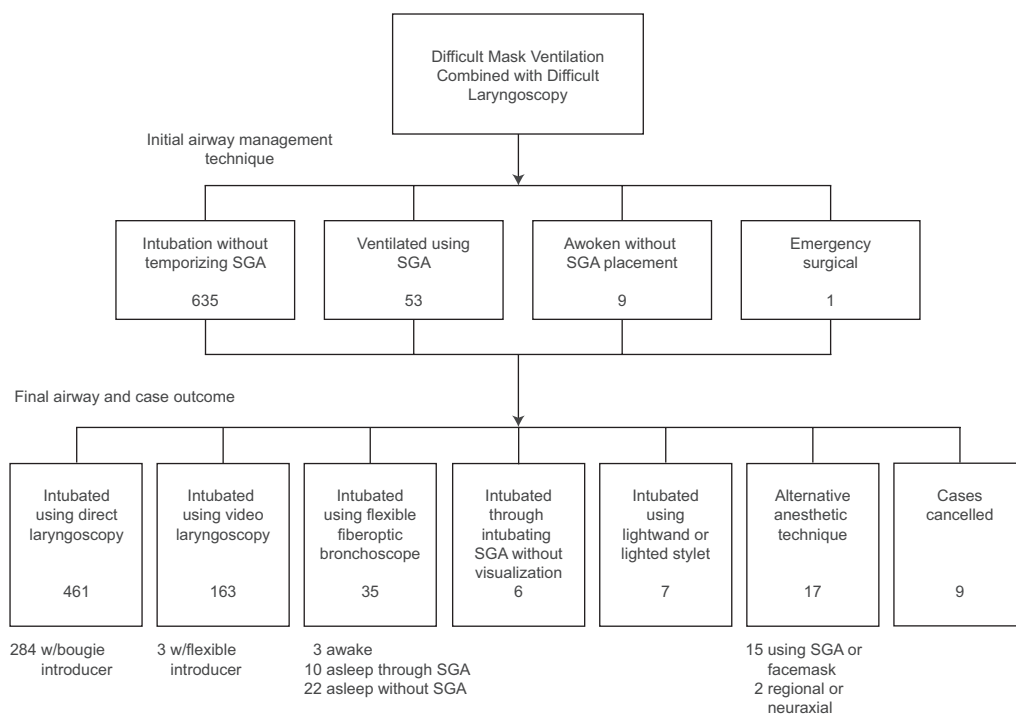 Difficult Mask Ventilation
Combined with Difficult
Laryngoscopy
Initial airway management
technique
Intubation without
temporizing SGA
635
Ventilated using
SGA
53
Awoken without
SGA placement
9
Emergency
surgical
1
Final airway and case outcome
Intubated
using direct
laryngoscopy
461
Intubated
using video
laryngoscopy
163
Intubated
using flexible
fiberoptic
bronchoscope
35
Intubated
through
intubating
SGA without
visualization
6
Intubated
using
lightwand or
lighted stylet
7
Alternative
anesthetic
technique
17
Cases
cancelled
9
284 w/bougie
introducer
3 w/flexible
introducer
3 awake
10 asleep through SGA
22 asleep without SGA
15 using SGA or
facemask
2 regional or
neuraxial